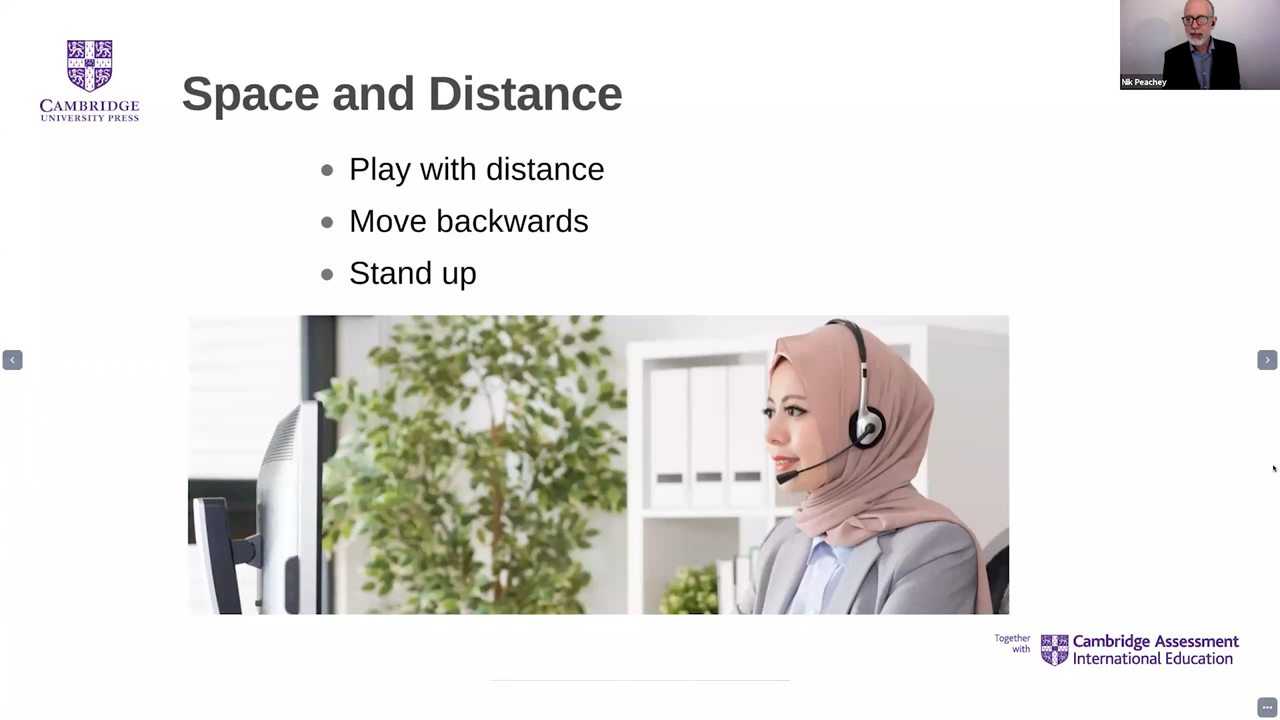 CAMBRIDGE
UNIVERSITY PRESS
Space and Distance
Nik Peachey
• Play with distance
• Move backwards
• Stand up
Together
with
Cambridge Assessment
International Education